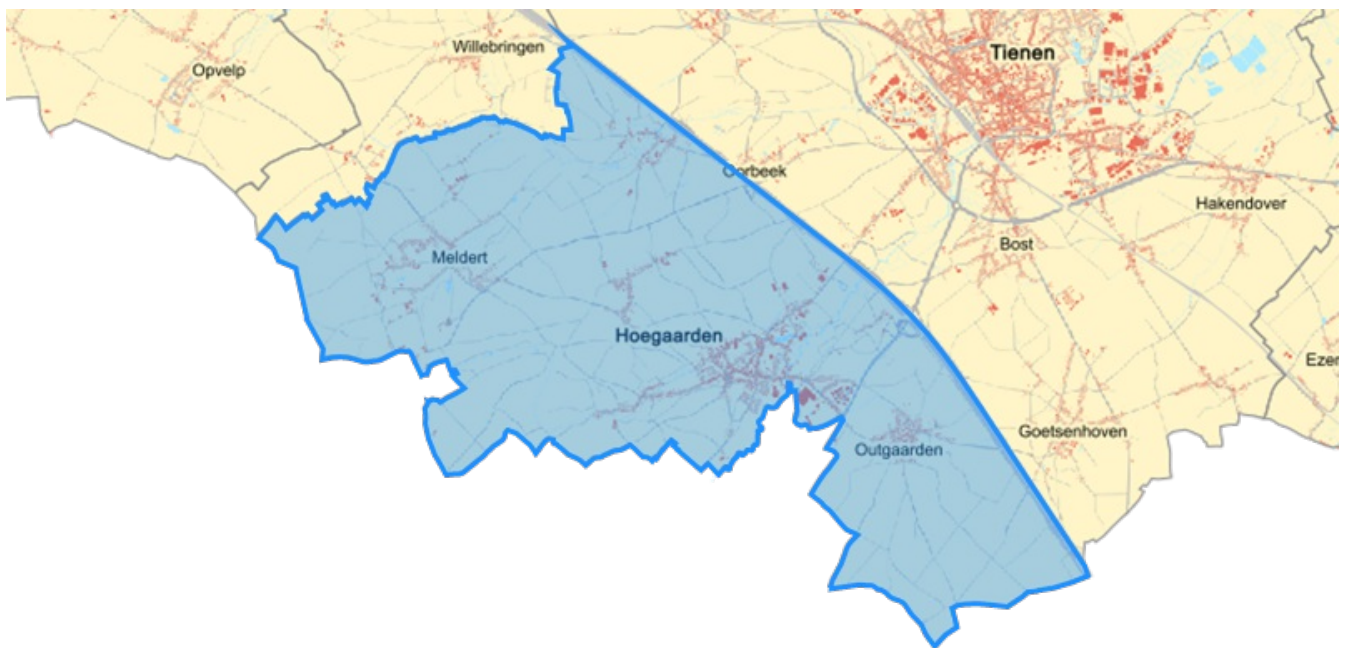 Willebringen
Tienen
Opvelp
Oorbeek
Hakendover
Bost
Meldert
Hoegaarden
Ezer
Goetsenhoven
Outgaarden